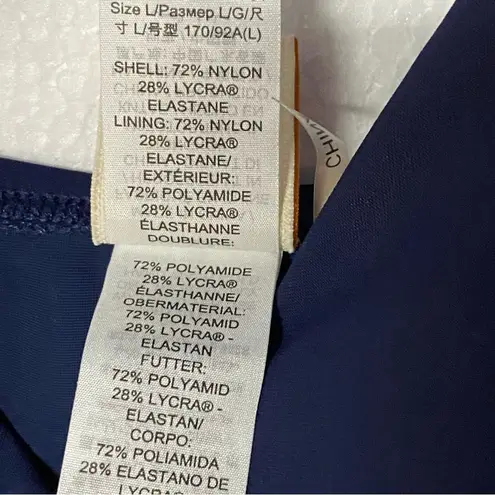 Size L/Размер L/G/尺
寸 L/号型 170/92A(L)
SHELL: 72% NYLON
28% LYCRA®
ELASTANE
LINING: 72% NYLON
28% LYCRA®
ELASTANE/
EXTÉRIEUR:
72% POLYAMIDE
28% LYCRA®
ÉLASTHANNE
DOUBLURE:
72% POLYAMIDE
28% LYCRA®
ÉLASTHANNE/
OBERMATERIAL:
72% POLYAMID
28% LYCRA® -
ELASTAN
FUTTER:
72% POLYAMID
28% LYCRA® -
ELASTAN/
CORPO:
72% POLIAMIDA
28% ELASTANO DE
LYCRA®
CHI